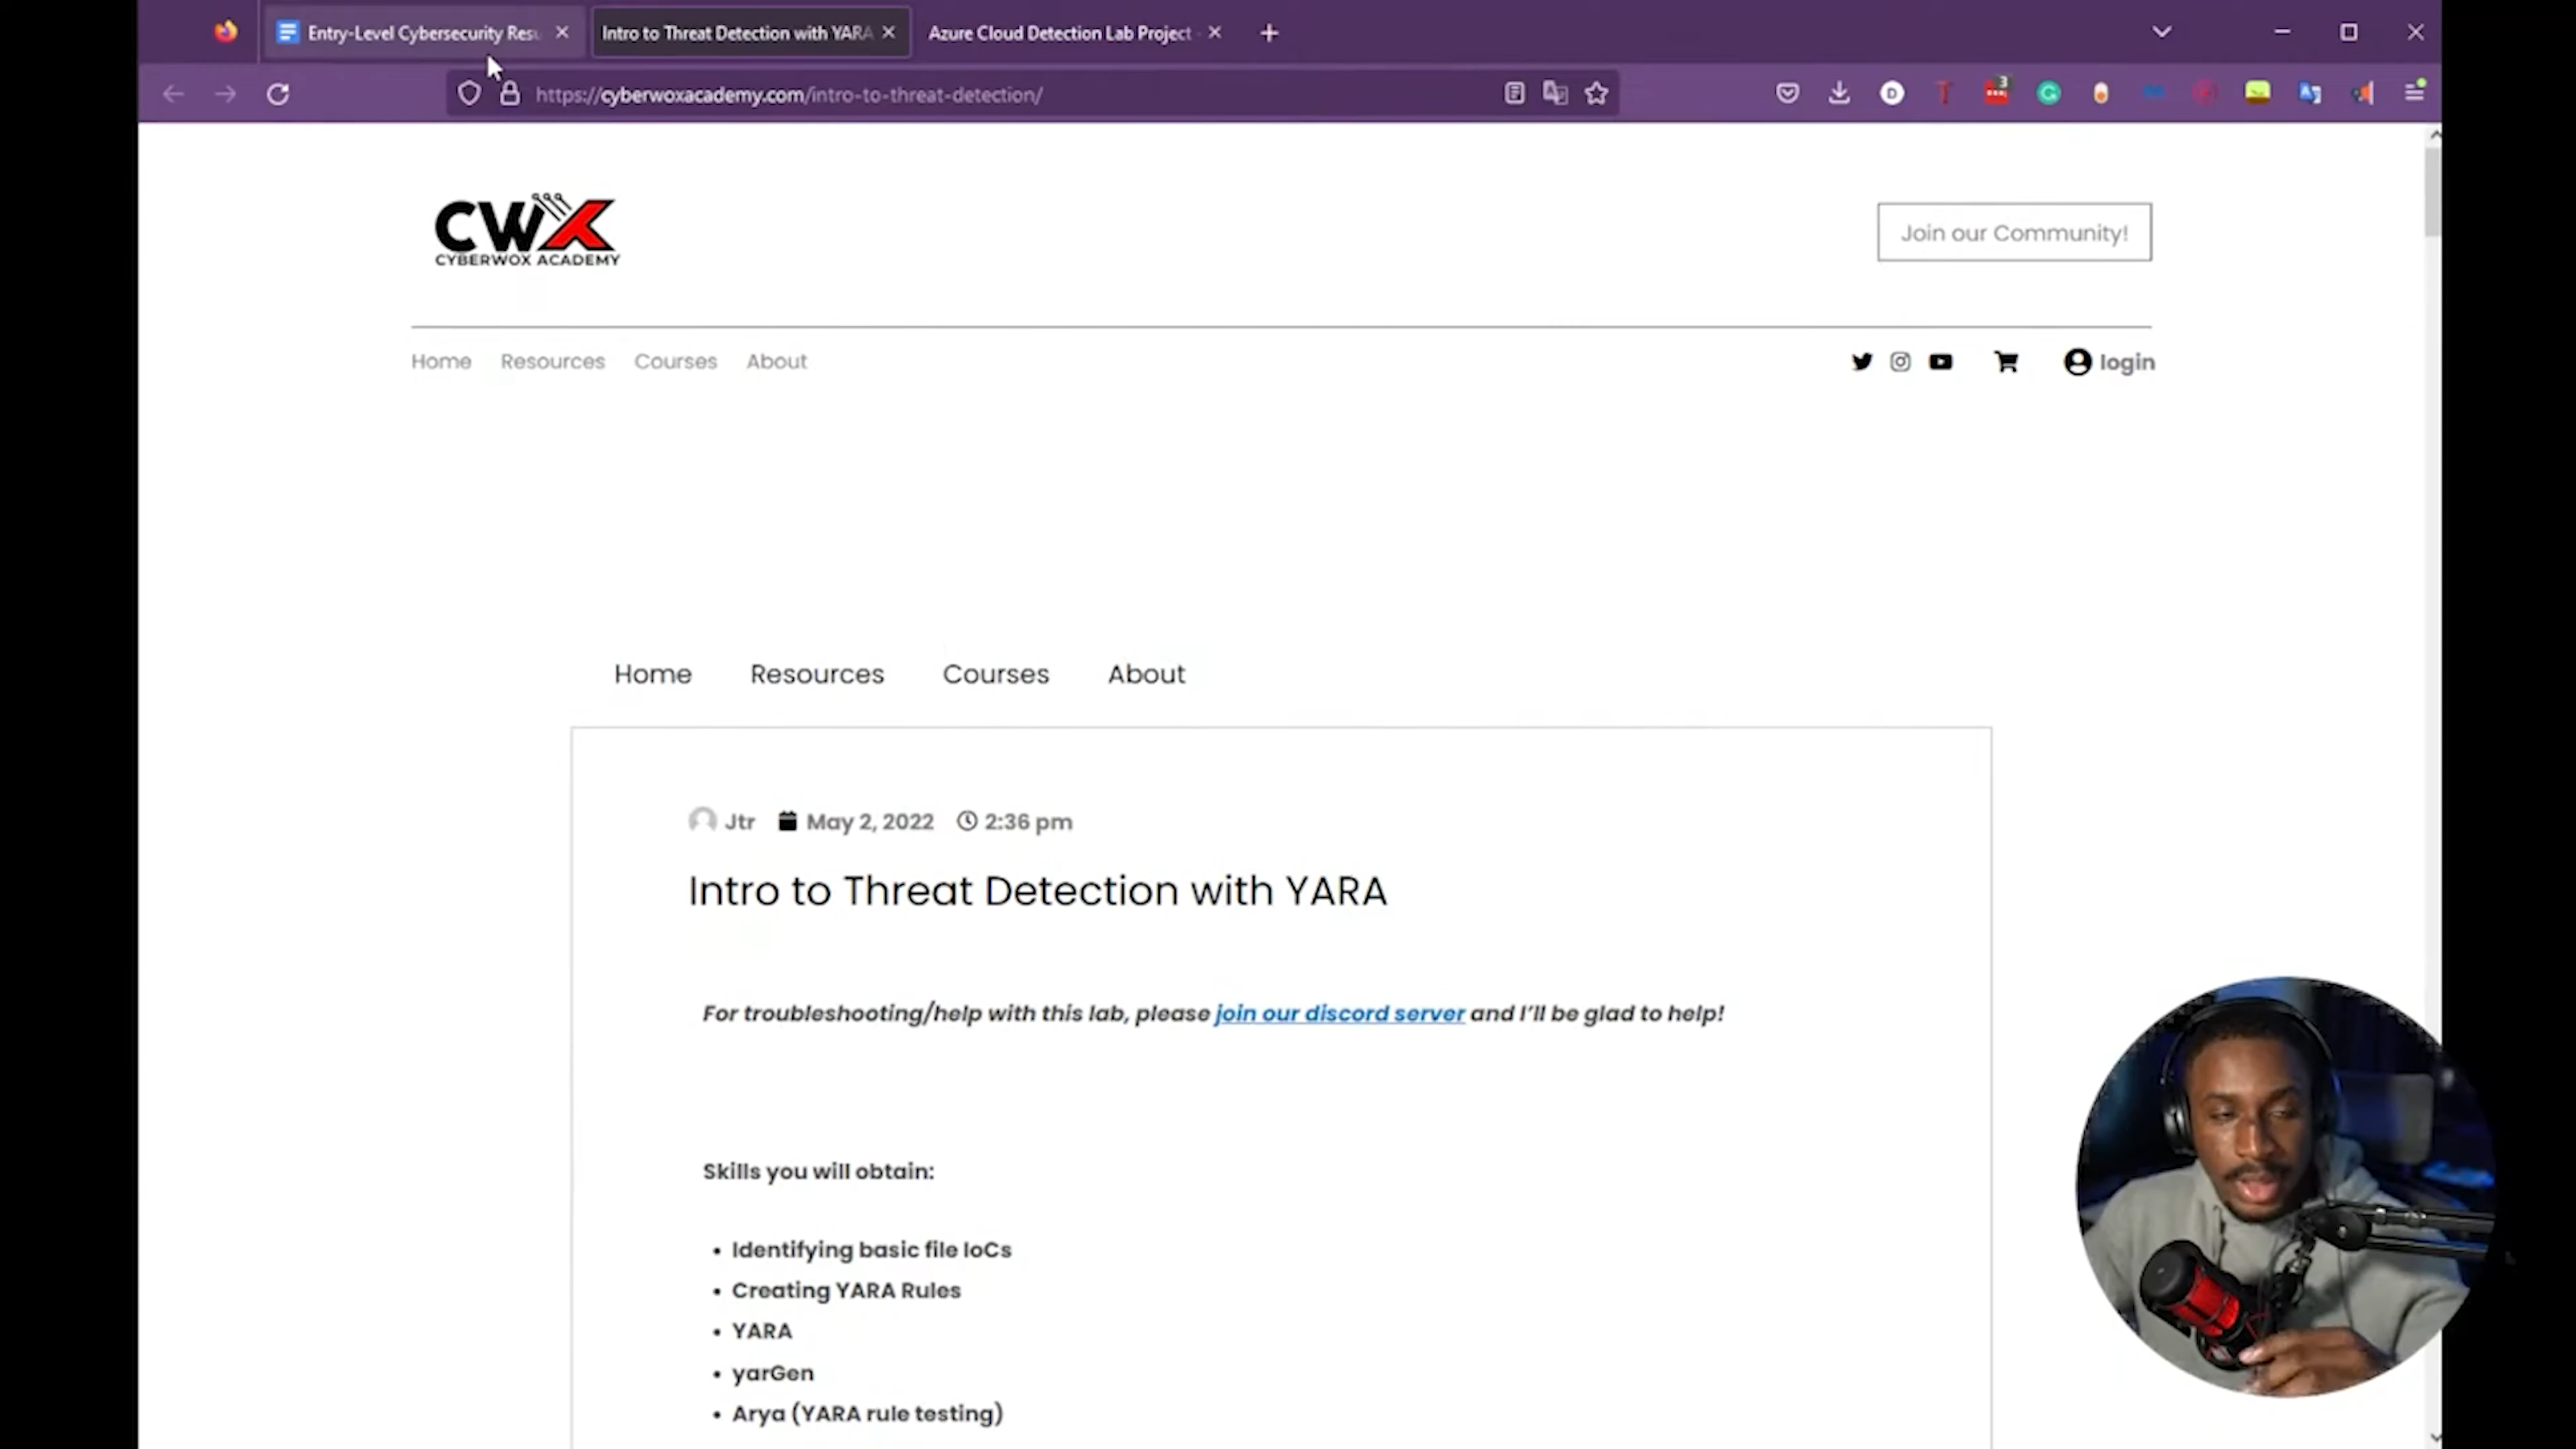 Entry-Level Cybersecurity Resu
Intro to Threat Detection with YARA
Azure Cloud Detection Lab Project -
https://cyberwoxacademy.com/intro-to-threat-detection/
3
CWX
CYBERWOX ACADEMY
Join our Community!
Home Resources Courses About
login
Home Resources Courses About
Jtr May 2, 2022 2:36 pm
Intro to Threat Detection with YARA
For troubleshooting/help with this lab, please join our discord server and I'll be glad to help!
Skills you will obtain:
• Identifying basic file IoCs
• Creating YARA Rules
• YARA
• yarGen
• Arya (YARA rule testing)